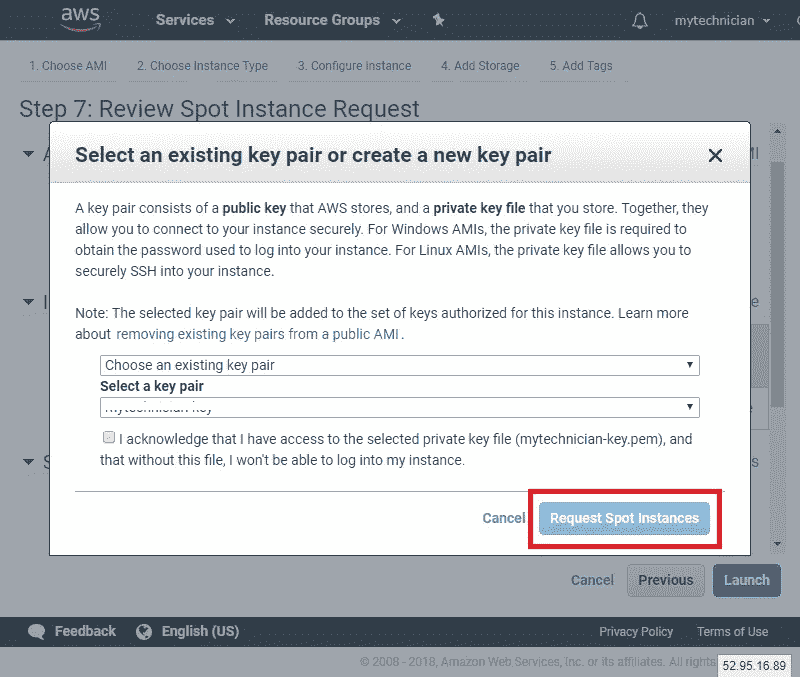 aws Services Resource Groups mytechnician
1. Choose AMI 2. Choose Instance Type 3. Configure Instance 4. Add Storage 5. Add Tags
Step 7: Review Spot Instance Request
Select an existing key pair or create a new key pair
A key pair consists of a public key that AWS stores, and a private key file that you store. Together, they
allow you to connect to your instance securely. For Windows AMIs, the private key file is required to
obtain the password used to log into your instance. For Linux AMIs, the private key file allows you to
securely SSH into your instance.
Note: The selected key pair will be added to the set of keys authorized for this instance. Learn more
about removing existing key pairs from a public AMI.
Choose an existing key pair
Select a key pair
mytechnician-key
I acknowledge that I have access to the selected private key file (mytechnician-key.pem), and
that without this file, I won't be able to log into my instance.
Cancel Request Spot Instances
Cancel Previous Launch
Feedback English (US) Privacy Policy Terms of Use
© 2008 - 2018, Amazon Web Services, Inc. or its affiliates. All rights
52.95.16.89